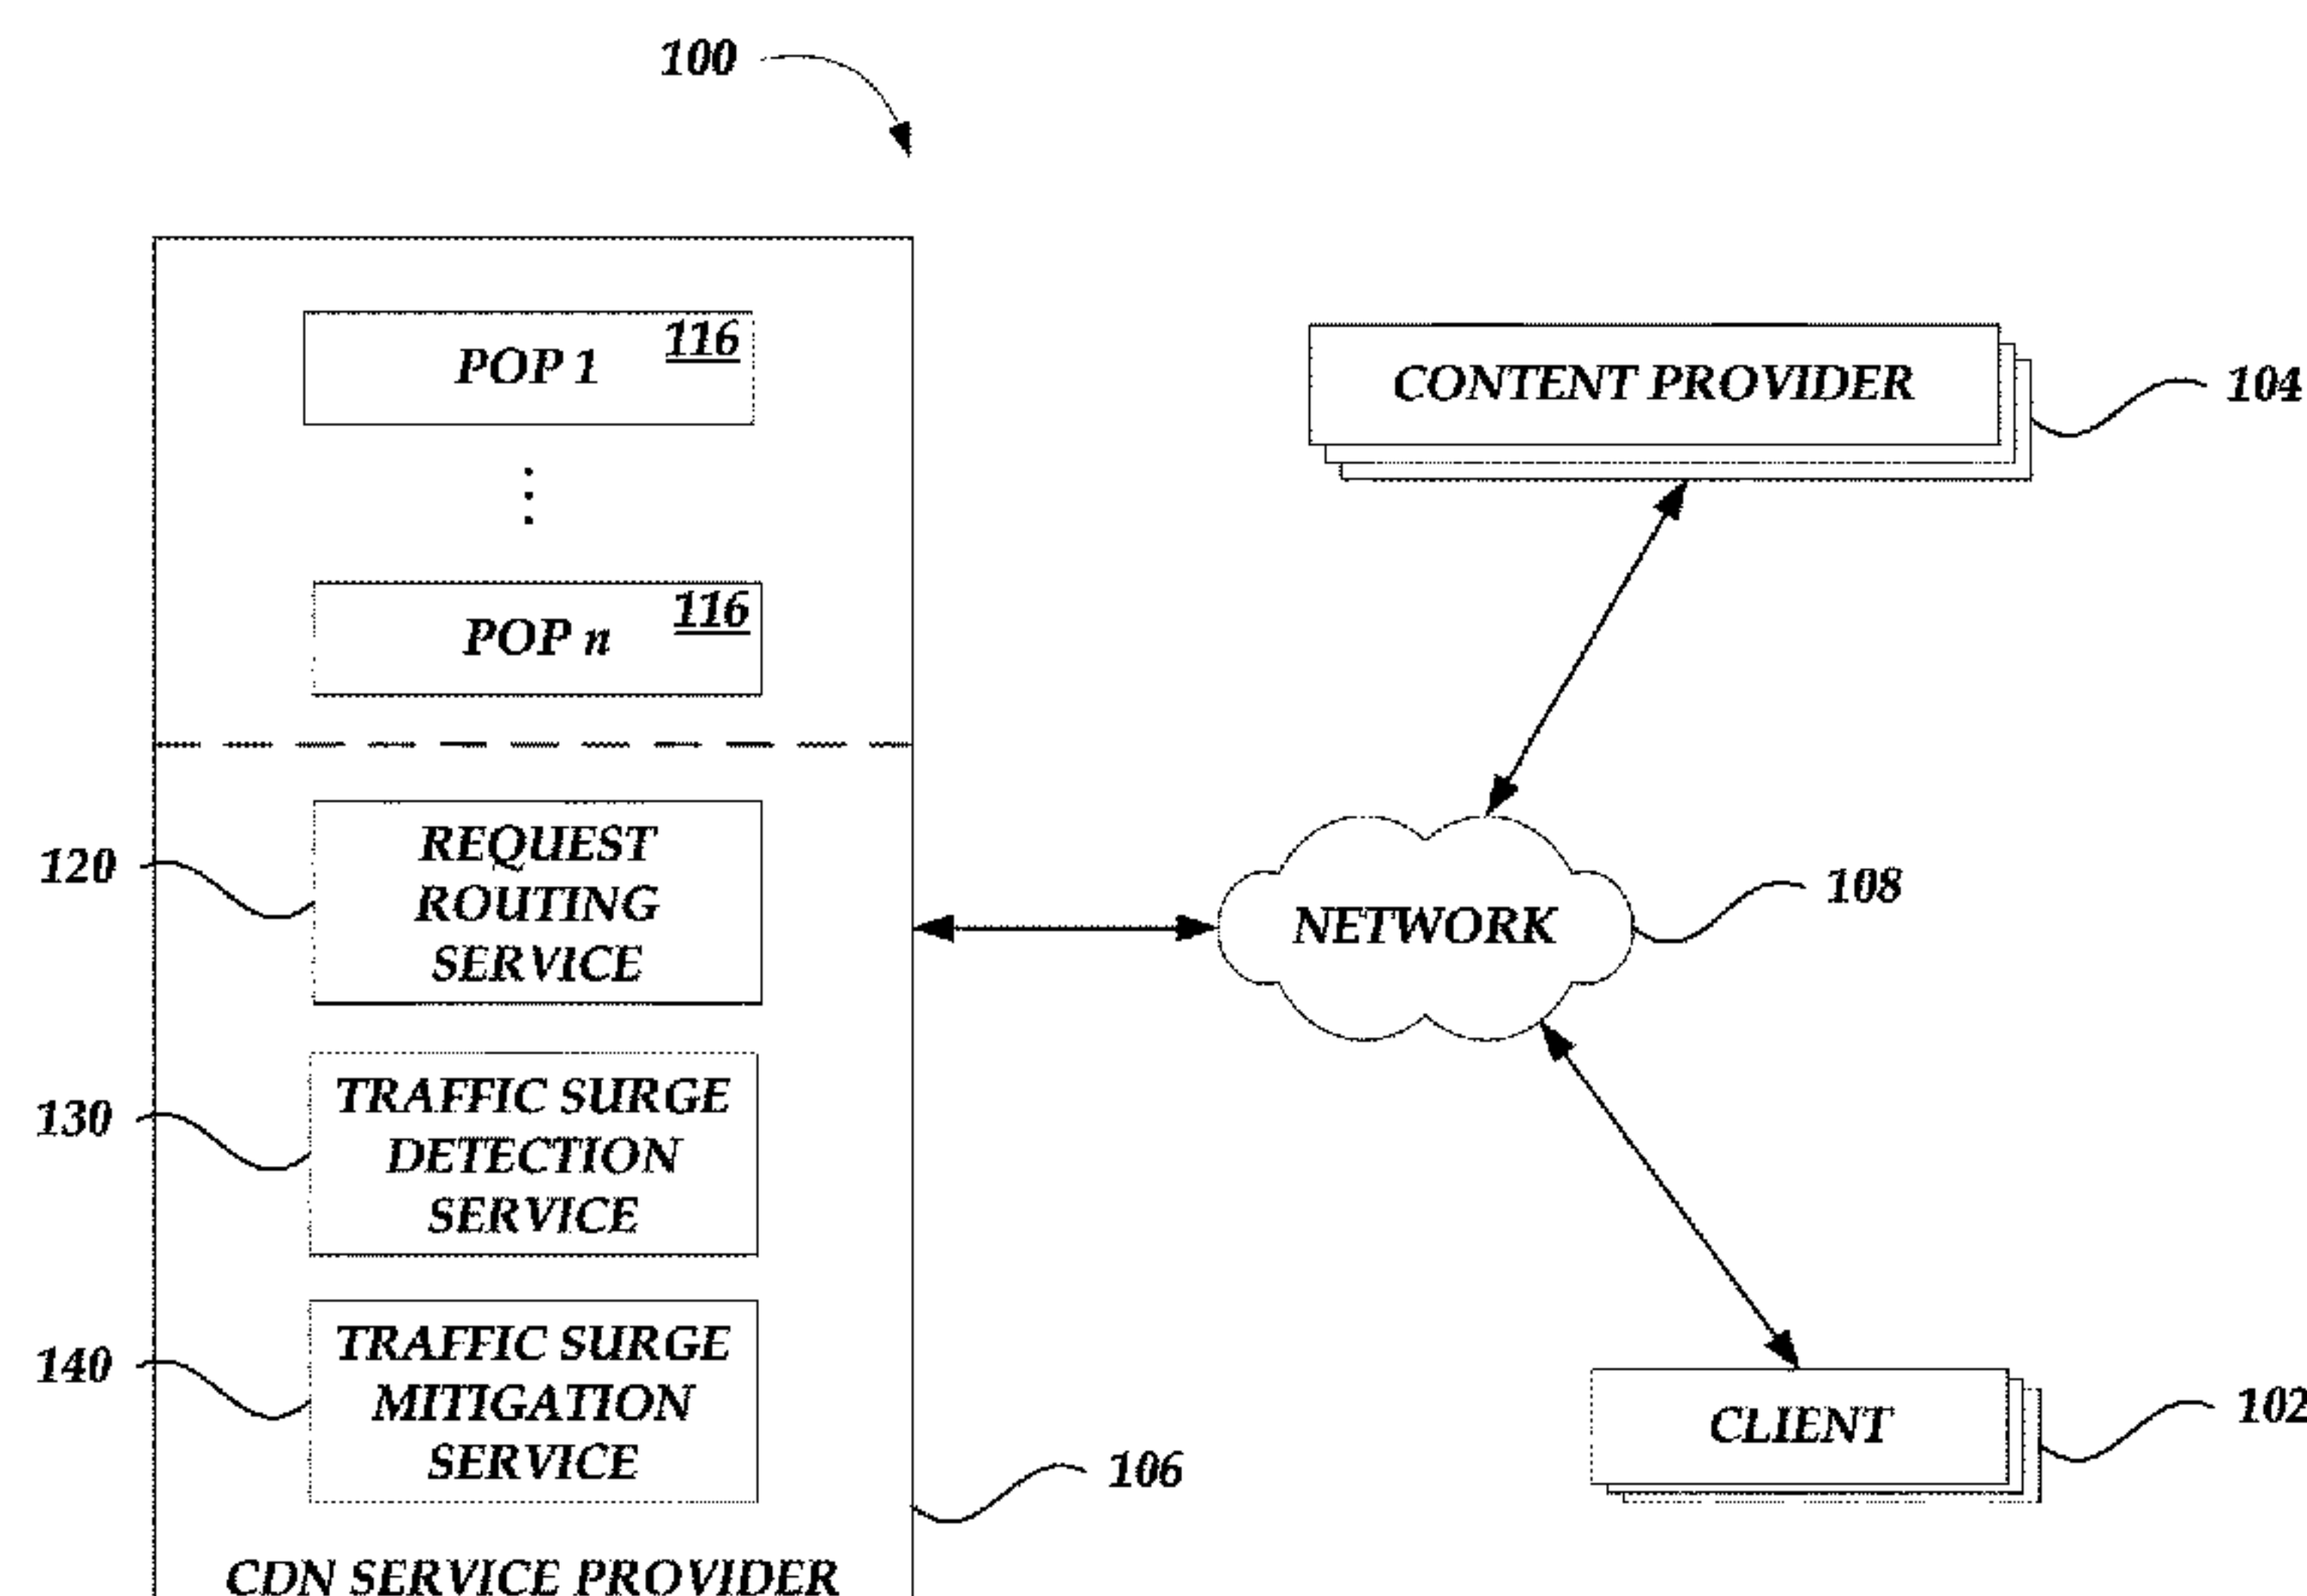 100
POP 1
116
POP n
116
120
REQUEST
ROUTING
SERVICE
130
TRAFFIC SURGE
DETECTION
SERVICE
140
TRAFFIC SURGE
MITIGATION
SERVICE
106
CDN SERVICE PROVIDER
CONTENT PROVIDER
104
NETWORK
108
CLIENT
102